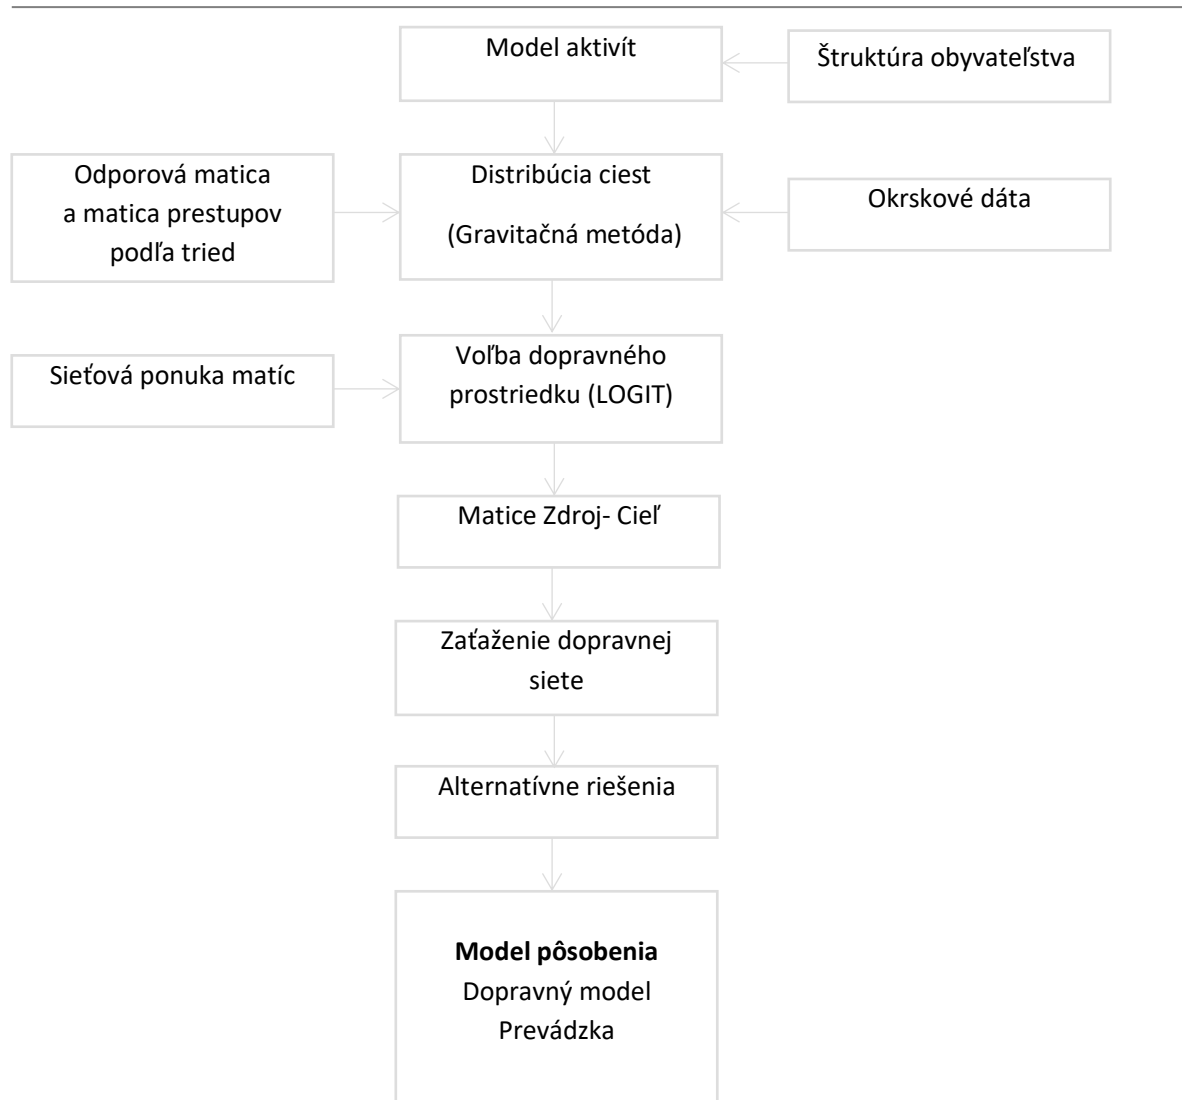 Model aktivít
Štruktúra obyvateľstva
Odporová matica
a matica prestupov
podľa tried
Distribúcia ciest
(Gravitačná metóda)
Okrskové dáta
Sieťová ponuka matíc
Voľba dopravného
prostriedku (LOGIT)
Matice Zdroj- Cieľ
Zaťaženie dopravnej
siete
Alternatívne riešenia
Model pôsobenia
Dopravný model
Prevádzka